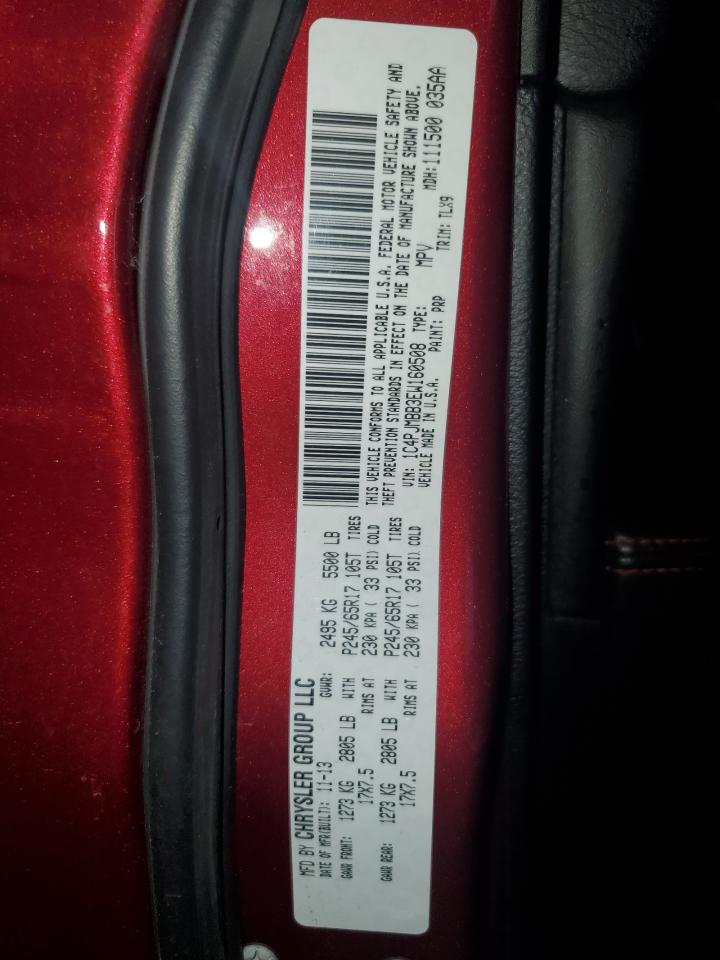 MFD BY CHRYSLER GROUP LLC
DATE OF MFR(BUILT): 11-13 GVWR: 2495 KG 5500 LB
GAWR FRONT: 1273 KG 2805 LB WITH P245/65R17 105T TIRES
17X7.5 RIMS AT 230 KPA ( 33 PSI) COLD
GAWR REAR: 1273 KG 2805 LB WITH P245/65R17 105T TIRES
17X7.5 RIMS AT 230 KPA ( 33 PSI) COLD
THIS VEHICLE CONFORMS TO ALL APPLICABLE U.S.A. FEDERAL MOTOR VEHICLE SAFETY AND
THEFT PREVENTION STANDARDS IN EFFECT ON THE DATE OF MANUFACTURE SHOWN ABOVE.
VIN: 1C4PJMBB3EW160508 TYPE: MPV MDH:111500 035AA
VEHICLE MADE IN U.S.A. PAINT: PRP TRIM: TLX9